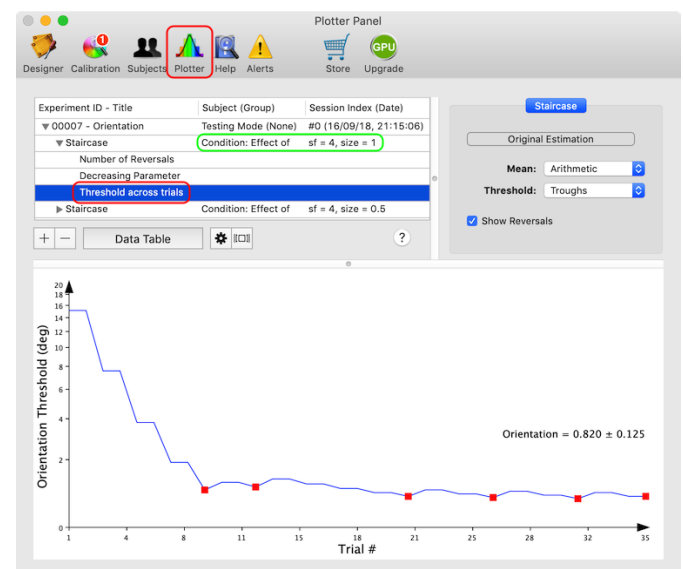 Plotter Panel
1
GPU
Designer Calibration Subjects Plotter Help Alerts Store Upgrade
Experiment ID - Title Subject (Group) Session Index (Date)
▼ 00007 - Orientation Testing Mode (None) #0 (16/09/18, 21:15:06)
▼ Staircase Condition: Effect of sf = 4, size = 1
Number of Reversals
Decreasing Parameter
Threshold across trials
▶ Staircase Condition: Effect of sf = 4, size = 0.5
+ − Data Table ?
Staircase
Original Estimation
Mean: Arithmetic
Threshold: Troughs
Show Reversals
20
18
16
14
12
10
8
6
4
2
0
Orientation Threshold (deg)
Orientation = 0.820 ± 0.125
1 4 8 11 15 18 21 25 28 32 35
Trial #